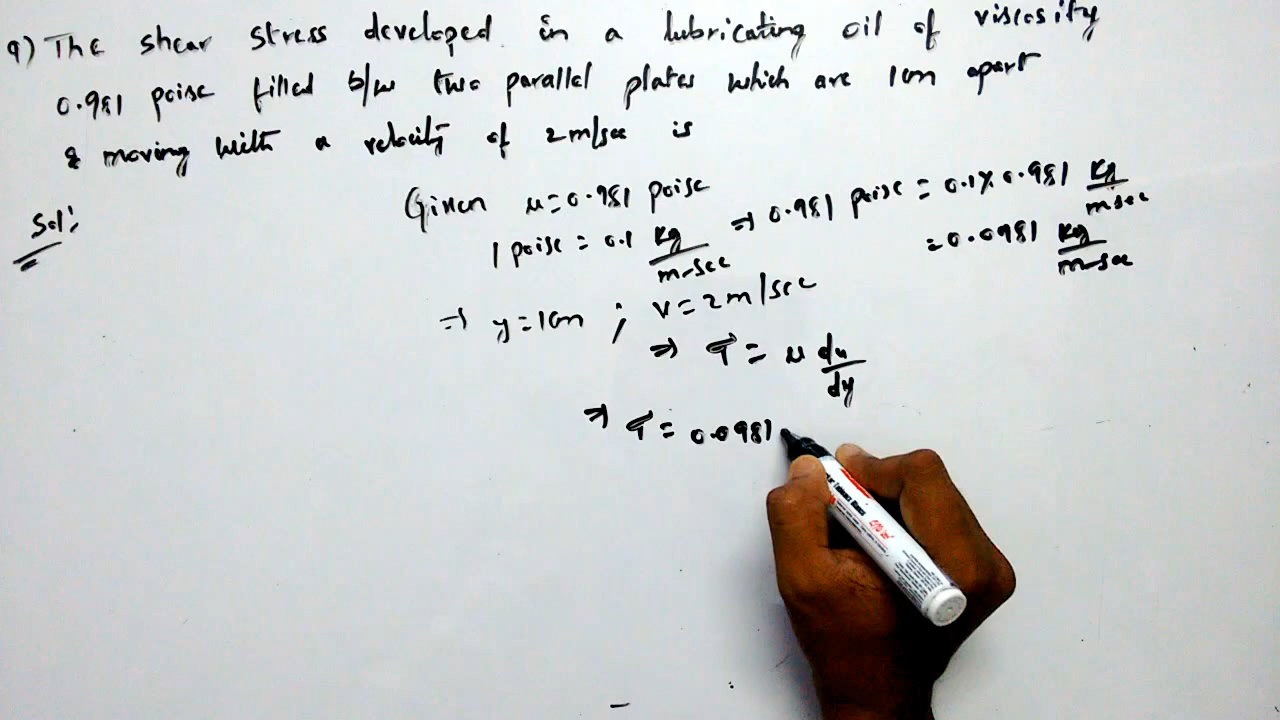 9) The shear stress developed in a lubricating oil of viscosity
0.981 poise filled b/w two parallel plates which are 1cm apart
& moving with a velocity of 2m/sec is
Sol:
Given μ=0.981 poise
1 poise = 0.1 kg/m-sec ⇒ 0.981 poise = 0.1x 0.981 kg/msec
=0.0981 kg/m-sec
⇒ y=1cm ; v=2m/sec
⇒ τ = μ du/dy
⇒ τ = 0.0981